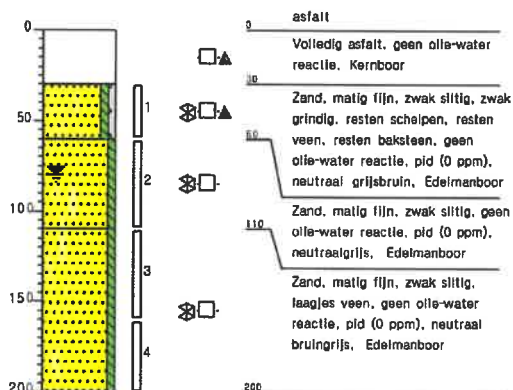 asfalt
0
0
Volledig asfalt, geen olie-water
reactie, Kernboor
30
Zand, matig fijn, zwak siltig, zwak
grindig, resten schelpen, resten
veen, resten baksteen, geen
olie-water reactie, pid (0 ppm),
neutraal grijsbruin, Edelmanboor
1
50
60
2
Zand, matig fijn, zwak siltig, geen
olie-water reactie, pid (0 ppm),
neutraalgrijs, Edelmanboor
100
110
3
Zand, matig fijn, zwak siltig,
laagjes veen, geen olie-water
reactie, pid (0 ppm), neutraal
bruingrijs, Edelmanboor
150
4
200
200